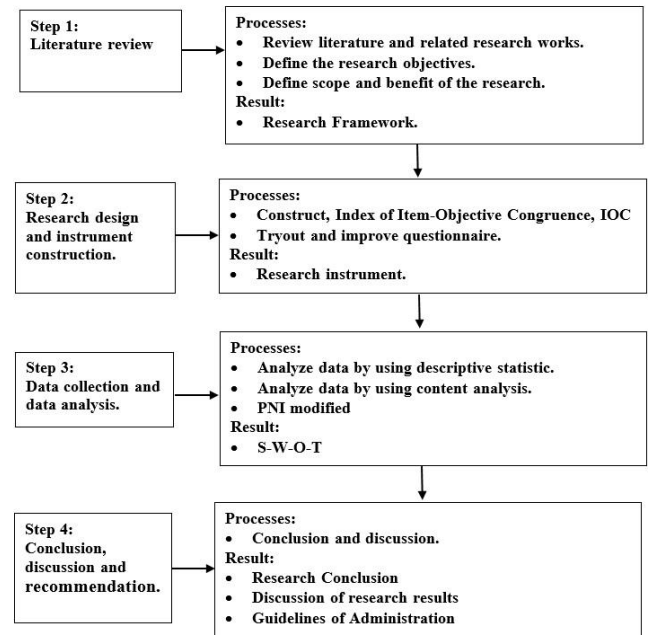 Step 1:
Literature review
Processes:
• Review literature and related research works.
• Define the research objectives.
• Define scope and benefit of the research.
Result:
• Research Framework.
Step 2:
Research design
and instrument
construction.
Processes:
• Construct, Index of Item-Objective Congruence, IOC
• Tryout and improve questionnaire.
Result:
• Research instrument.
Step 3:
Data collection and
data analysis.
Processes:
• Analyze data by using descriptive statistic.
• Analyze data by using content analysis.
• PNI modified
Result:
• S-W-O-T
Step 4:
Conclusion,
discussion and
recommendation.
Processes:
• Conclusion and discussion.
Result:
• Research Conclusion
• Discussion of research results
• Guidelines of Administration